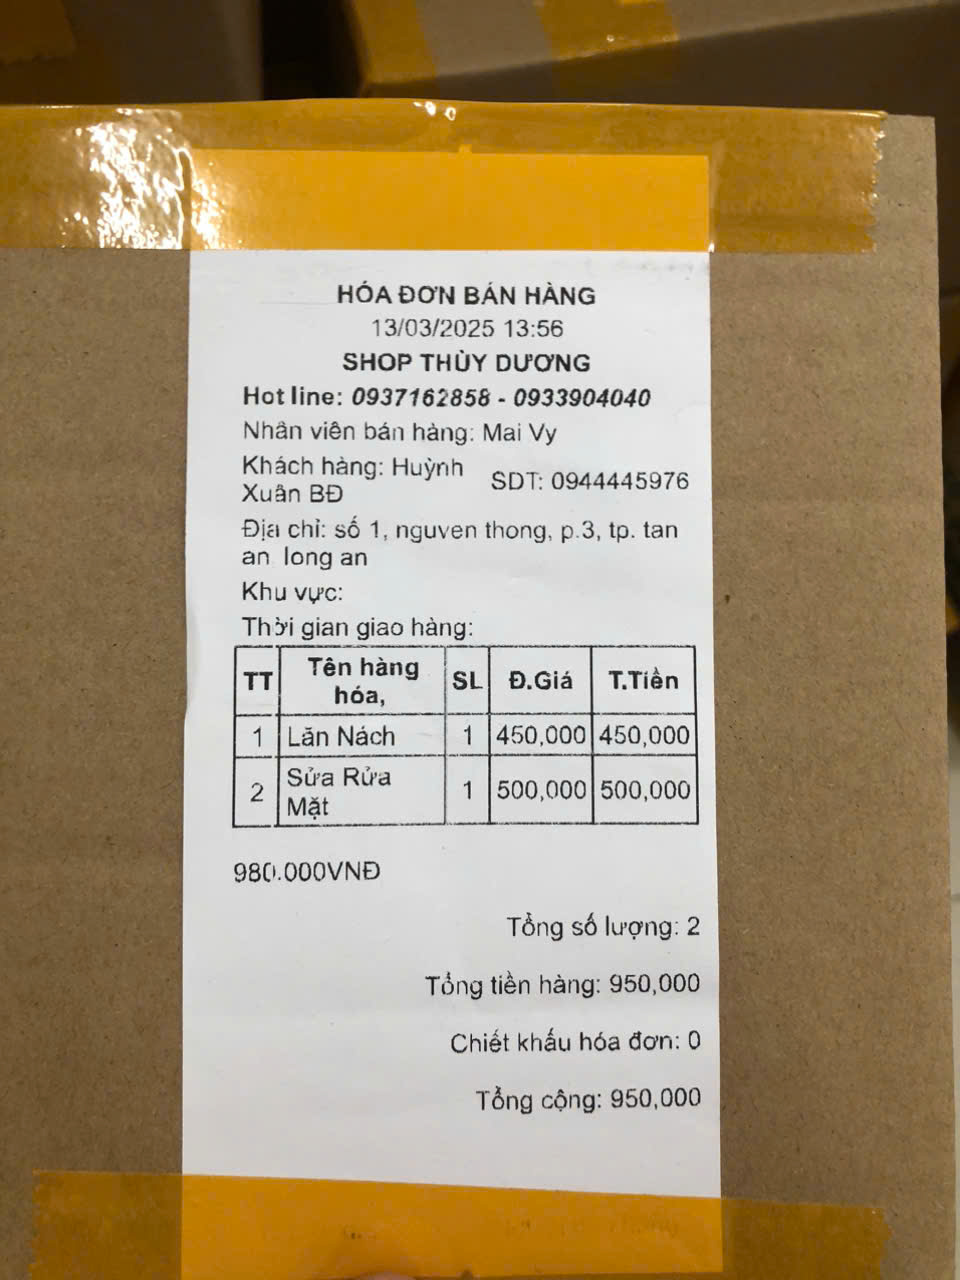 HÓA ĐƠN BÁN HÀNG
13/03/2025 13:56
SHOP THÙY DƯƠNG
Hot line: 0937162858 - 0933904040
Nhân viên bán hàng: Mai Vy
Khách hàng: Huỳnh Xuân BĐ SDT: 0944445976
Địa chỉ: số 1, nguyen thong, p.3, tp. tan
an long an
Khu vực:
Thời gian giao hàng:
TT Tên hàng hóa, SL Đ.Giá T.Tiền
1 Lăn Nách 1 450,000 450,000
2 Sửa Rửa Mặt 1 500,000 500,000
980.000VNĐ
Tổng số lượng: 2
Tổng tiền hàng: 950,000
Chiết khấu hóa đơn: 0
Tổng cộng: 950,000